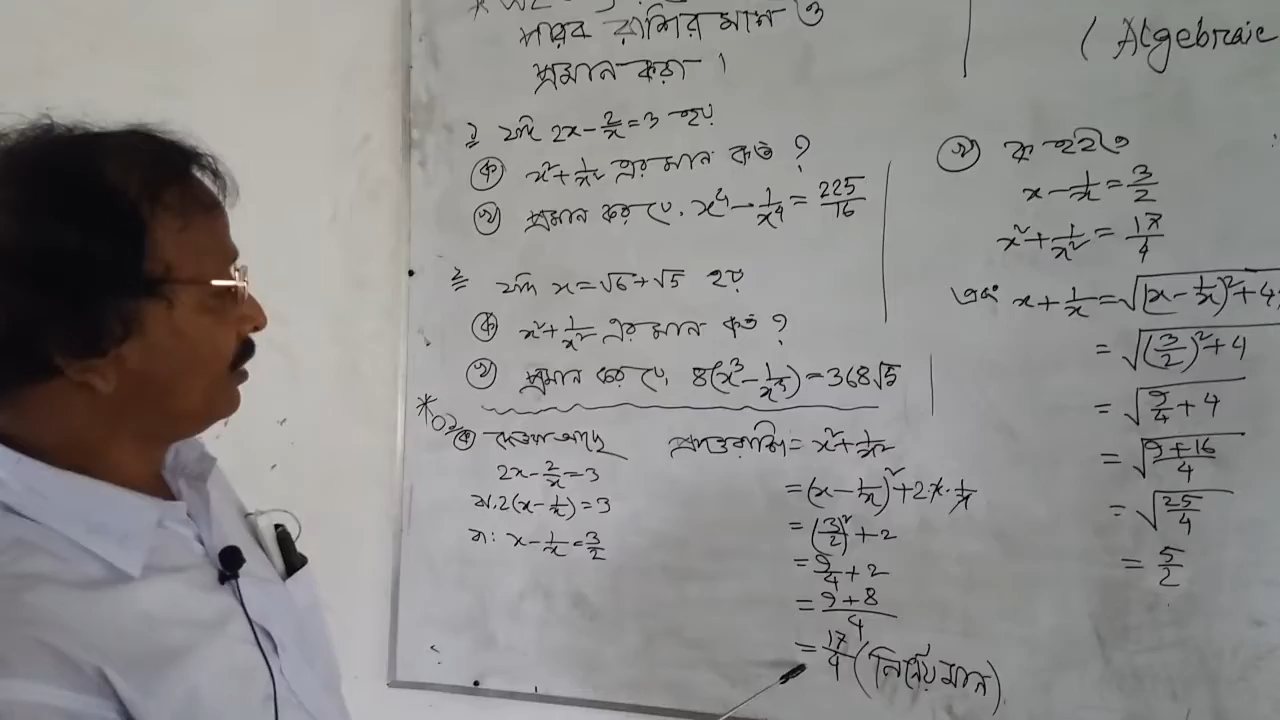 রাশির মান ও
প্রমান করা ।
১ যদি 2x - 2/x = 3 হয়
ক x² + 1/x² এর মান কত ?
খ প্রমান কর যে, x⁴ - 1/x⁴ = 225/16
২ যদি x = √6 + √5 হয়
ক x² + 1/x² এর মান কত ?
খ প্রমান কর যে, 8(x³ - 1/x³) = 368√5
ক দেওয়া আছে
2x - 2/x = 3
বা, 2(x - 1/x) = 3
বা: x - 1/x = 3/2
প্রদত্তরাশি = x² + 1/x²
= (x - 1/x)² + 2.x.1/x
= (3/2)² + 2
= 9/4 + 2
= 9+8/4
= 17/4 (নির্ণেয় মান)
( Algebraic
খ ক হইতে
x - 1/x = 3/2
x² + 1/x² = 17/4
এবং x + 1/x = √(x - 1/x)² + 4
= √(3/2)² + 4
= √9/4 + 4
= √9+16/4
= √25/4
= 5/2